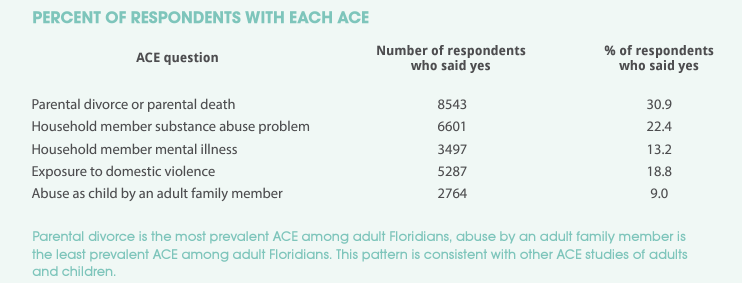 PERCENT OF RESPONDENTS WITH EACH ACE
ACE question Number of respondents who said yes % of respondents who said yes
Parental divorce or parental death 8543 30.9
Household member substance abuse problem 6601 22.4
Household member mental illness 3497 13.2
Exposure to domestic violence 5287 18.8
Abuse as child by an adult family member 2764 9.0
Parental divorce is the most prevalent ACE among adult Floridians, abuse by an adult family member is
the least prevalent ACE among adult Floridians. This pattern is consistent with other ACE studies of adults
and children.